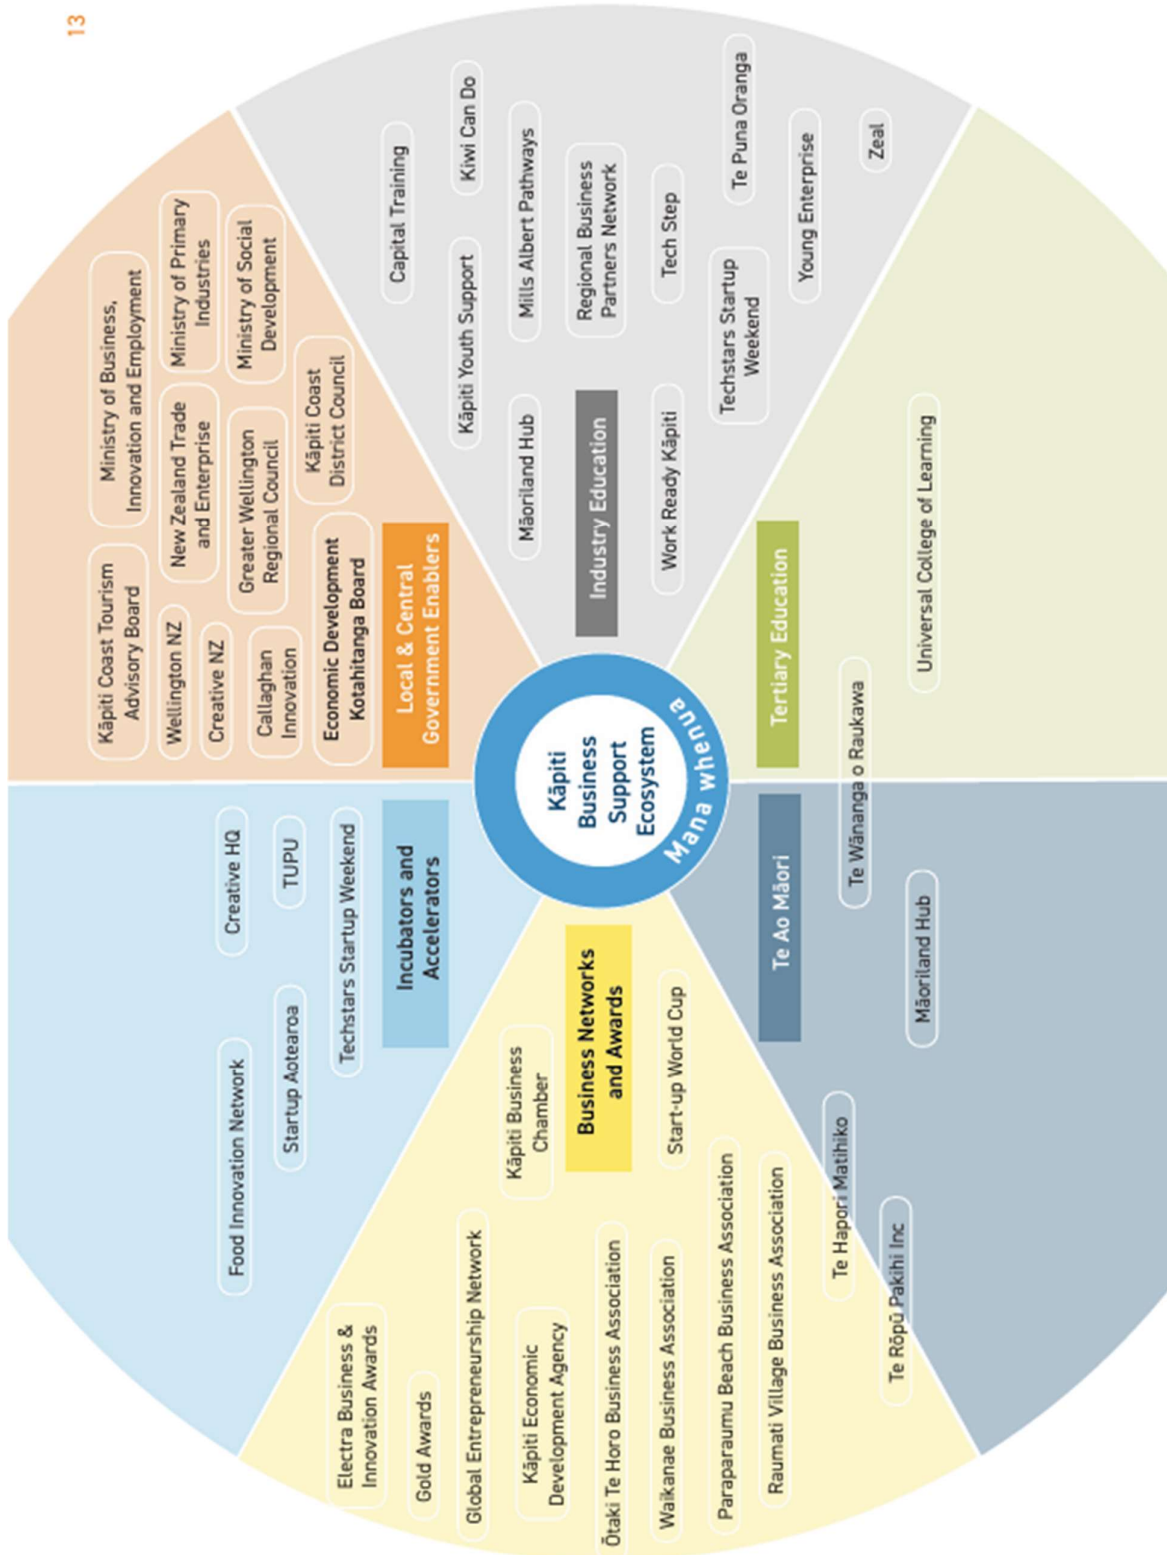 13
Kāpiti
Business
Support
Ecosystem
Mana whenua
Incubators and
Accelerators
Food Innovation Network
Creative HQ
Startup Aotearoa
TUPU
Techstars Startup Weekend
Local & Central
Government Enablers
Kāpiti Coast Tourism
Advisory Board
Ministry of Business,
Innovation and Employment
Wellington NZ
New Zealand Trade
and Enterprise
Ministry of Primary
Industries
Creative NZ
Greater Wellington
Regional Council
Ministry of Social
Development
Callaghan
Innovation
Kāpiti Coast
District Council
Economic Development
Kotahitanga Board
Industry Education
Capital Training
Kāpiti Youth Support
Kiwi Can Do
Māoriland Hub
Mills Albert Pathways
Regional Business
Partners Network
Work Ready Kāpiti
Tech Step
Techstars Startup
Weekend
Te Puna Oranga
Young Enterprise
Zeal
Tertiary Education
Te Wānanga o Raukawa
Universal College of Learning
Te Ao Māori
Māoriland Hub
Te Hapori Matihiko
Te Rōpū Pakihi Inc
Business Networks
and Awards
Electra Business &
Innovation Awards
Gold Awards
Global Entrepreneurship Network
Kāpiti Business
Chamber
Kāpiti Economic
Development Agency
Ōtaki Te Horo Business Association
Waikanae Business Association
Start-up World Cup
Paraparaumu Beach Business Association
Raumati Village Business Association